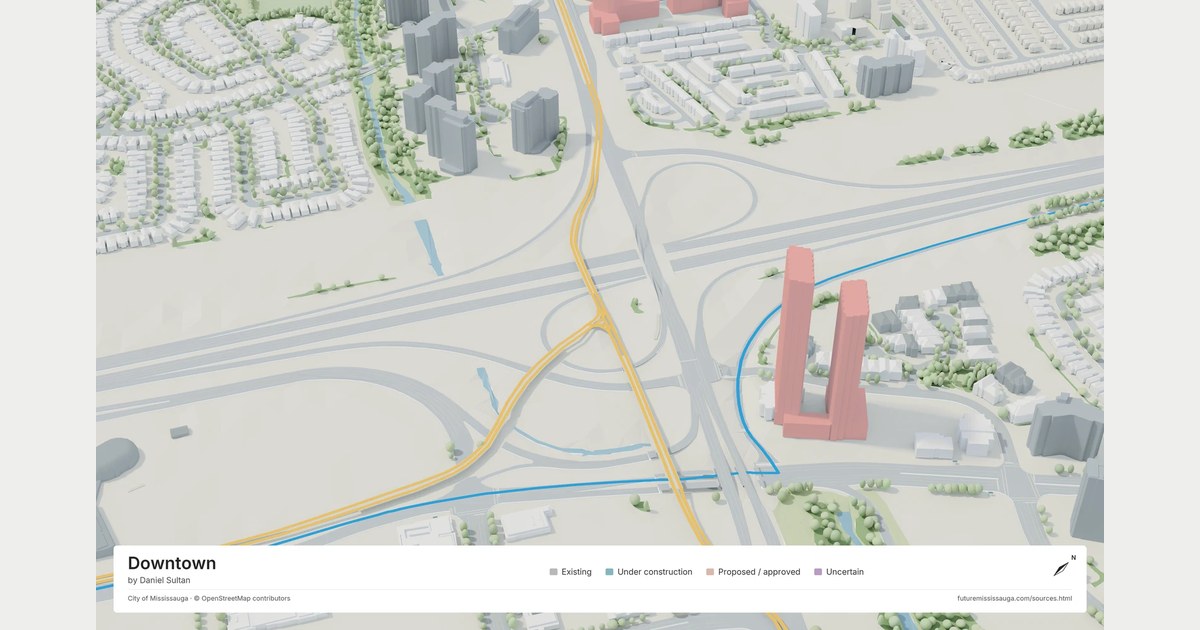 Downtown
by Daniel Sultan
Existing
Under construction
Proposed / approved
Uncertain
N
City of Mississauga · © OpenStreetMap contributors
futuremississauga.com/sources.html